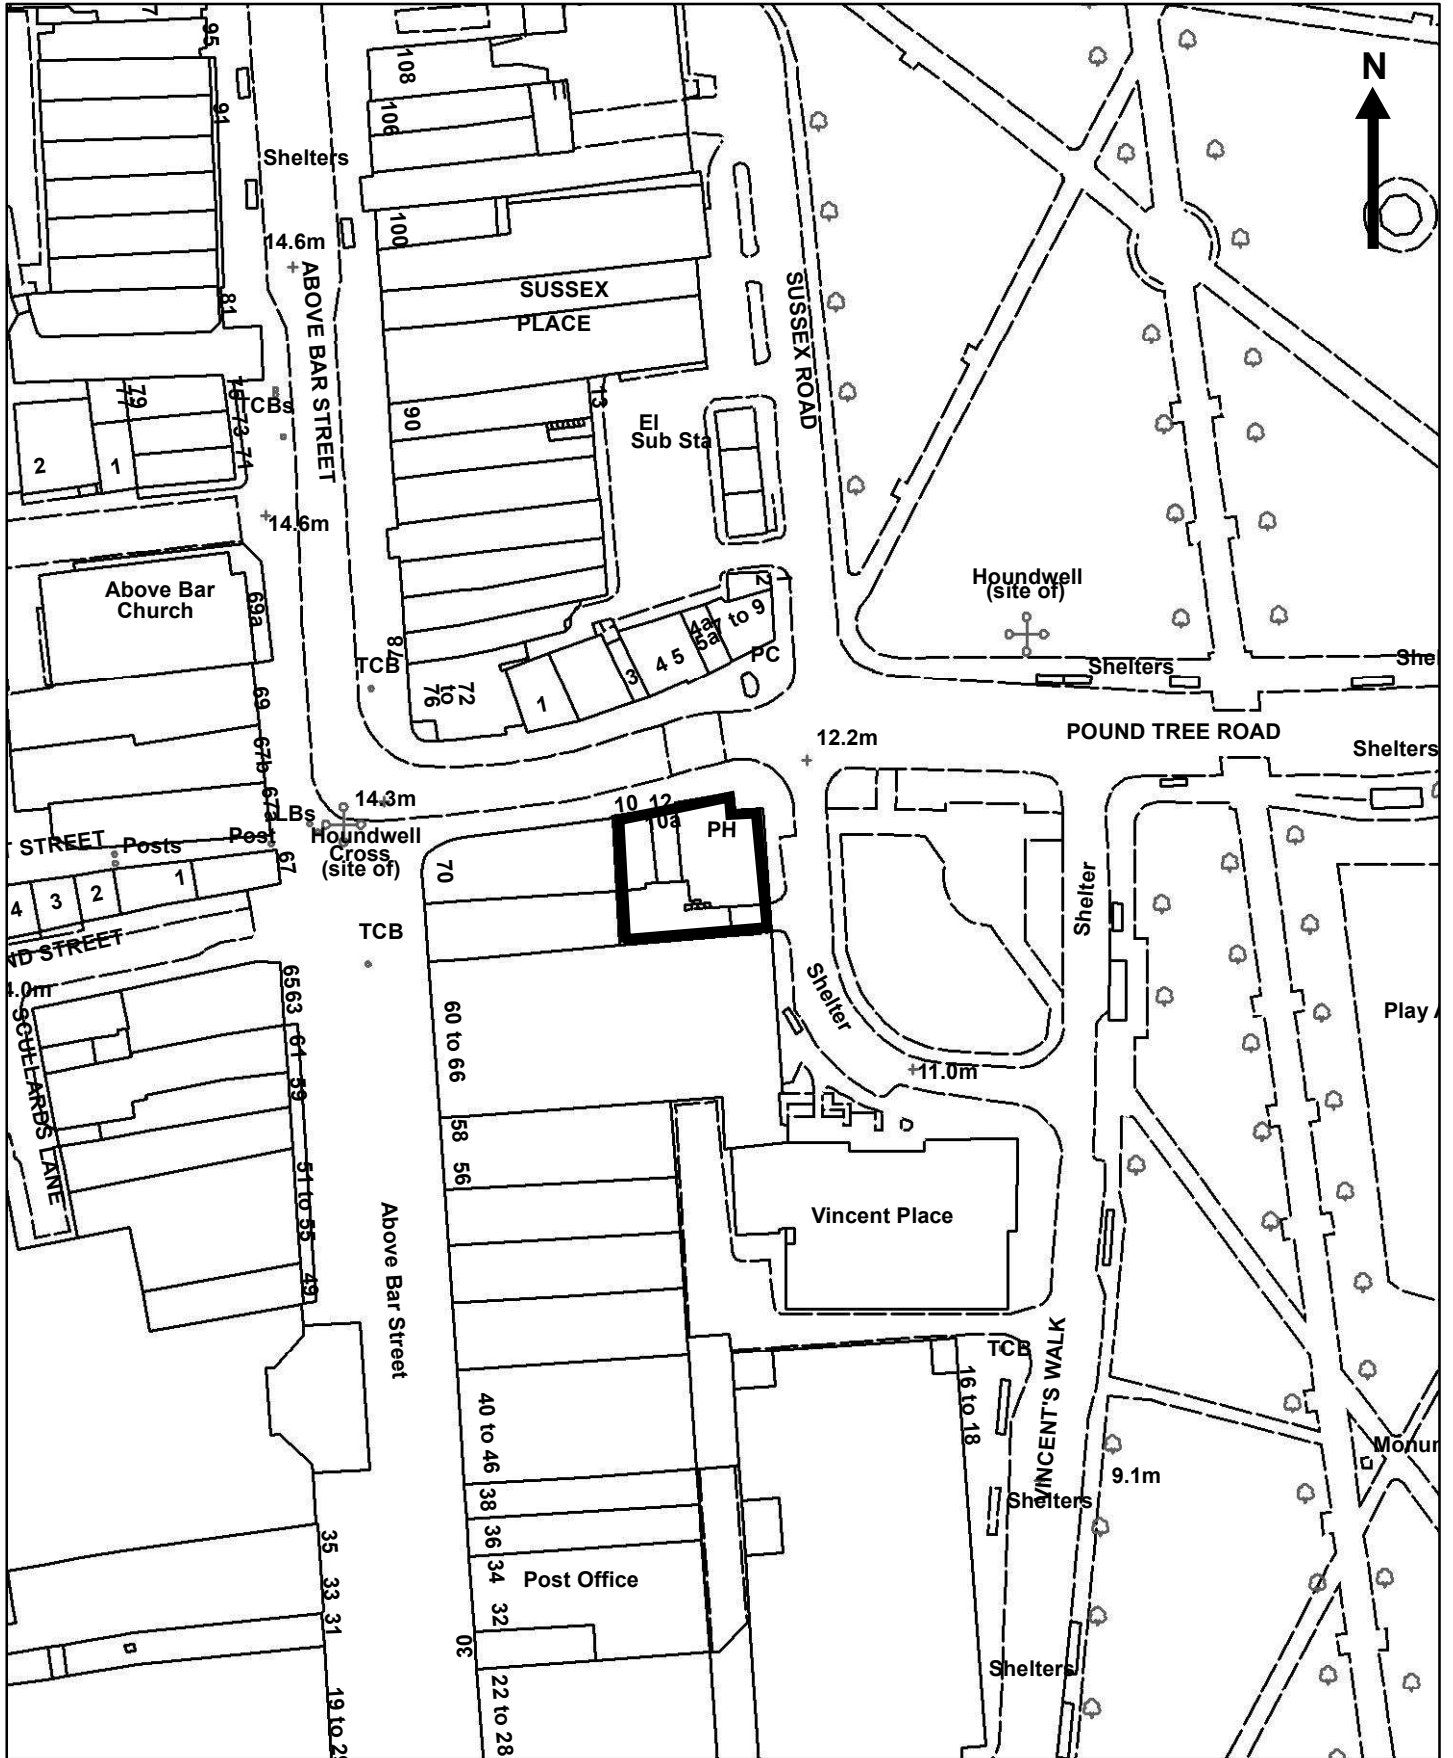 95
108
N
91
106
Shelters
100
14.6m
ABOVE BAR STREET
SUSSEX
PLACE
SUSSEX ROAD
81
77
79
TCBs
73
71
13
90
El
Sub Sta
2
1
14.6m
Above Bar
Church
69a
Houndwell
(site of)
2
7 to 9
4a
5a
4 5
3
1
PC
78
TCB
72
to
76
Shelters
69
POUND TREE ROAD
12.2m
Shelters
67b
67a
14.3m
10
12
10a
PH
LBs
Post
Houndwell
Cross
(site of)
STREET
Posts
67
70
4
3
2
1
TCB
ND STREET
Shelter
Shelter
65
63
SCULLARDS LANE
61
59
60 to 66
Play
11.0m
58
56
51 to 55
49
Above Bar Street
Vincent Place
TCB
16 to 18
VINCENT'S WALK
40 to 46
9.1m
38
Shelters
36
35
34
Post Office
33
32
31
30
Shelters
22 to 28